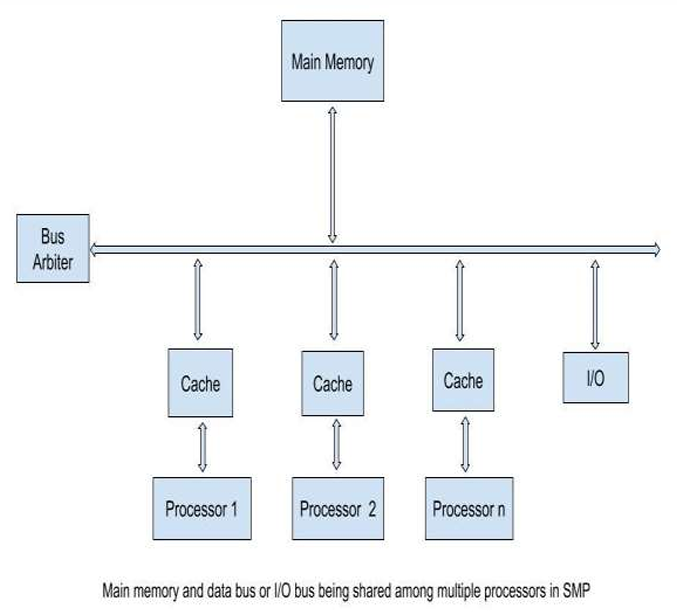 Main Memory
Bus
Arbiter
Cache
Cache
Cache
I/O
Processor 1
Processor 2
Processor n
Main memory and data bus or I/O bus being shared among multiple processors in SMP